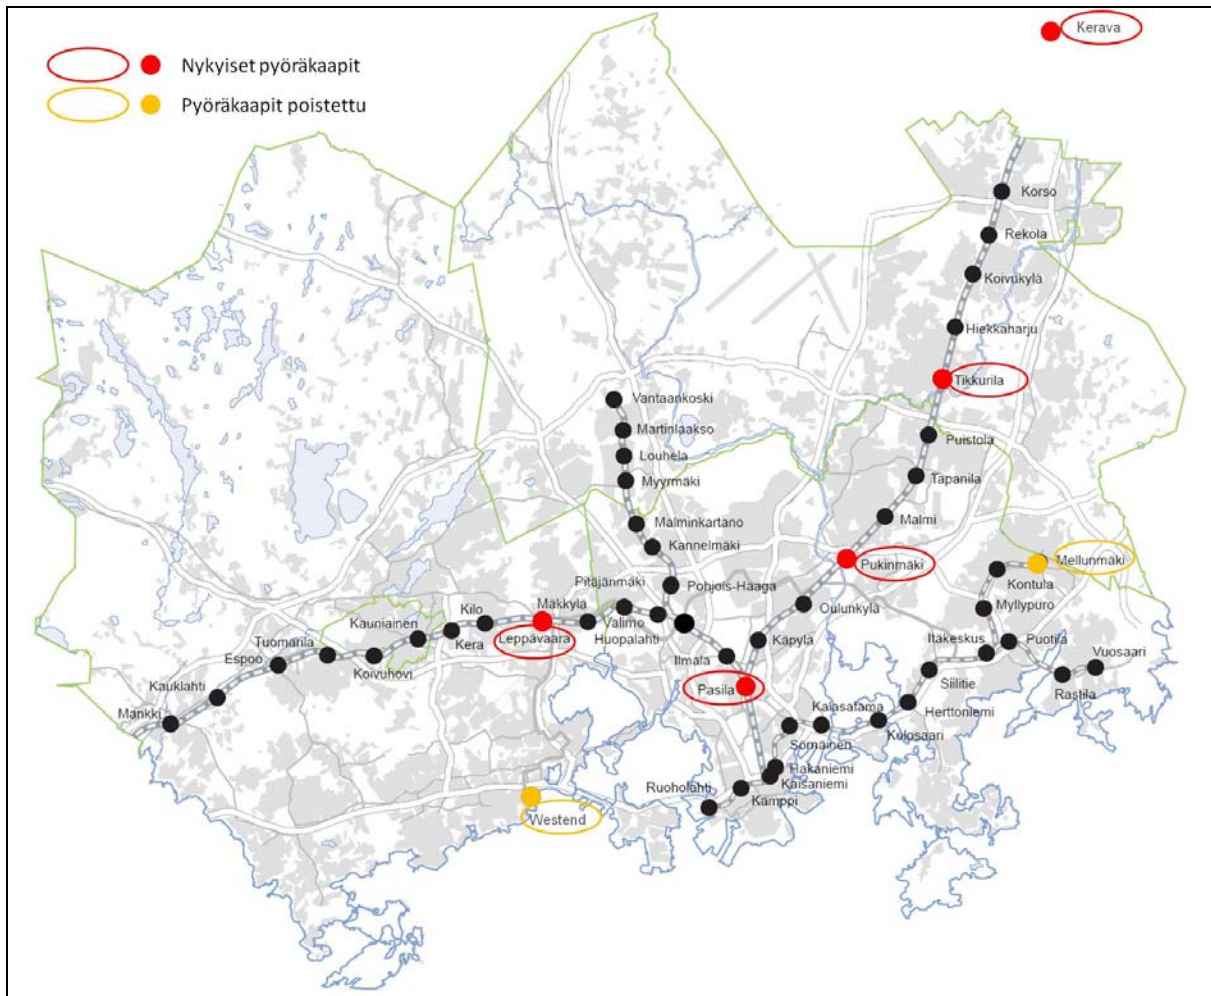 Kerava
Nykyiset pyöräkaapit
Pyöräkaapit poistettu
Korso
Rekola
Koivukylä
Hiekkaharju
Tikkurila
Vantaankoski
Martinlaakso
Louhela
Myyrmäki
Puistola
Tapanila
Malmi
Malminkartano
Kannelmäki
Pukinmäki
Mellunmäki
Kontula
Pitäjänmäki
Pohjois-Haaga
Myllypuro
Mäkkylä
Kilo
Oulunkylä
Kauniainen
Valimo
Leppävaara
Huopalahti
Kera
Käpylä
Itäkeskus
Puotila
Tuomarila
Espoo
Koivuhovi
Ilmala
Vuosaari
Siilitie
Kauklahti
Pasila
Rastila
Mankki
Kalasatama
Herttoniemi
Kulosaari
Sörnäinen
Hakaniemi
Ruoholahti
Kaisaniemi
Kamppi
Westend